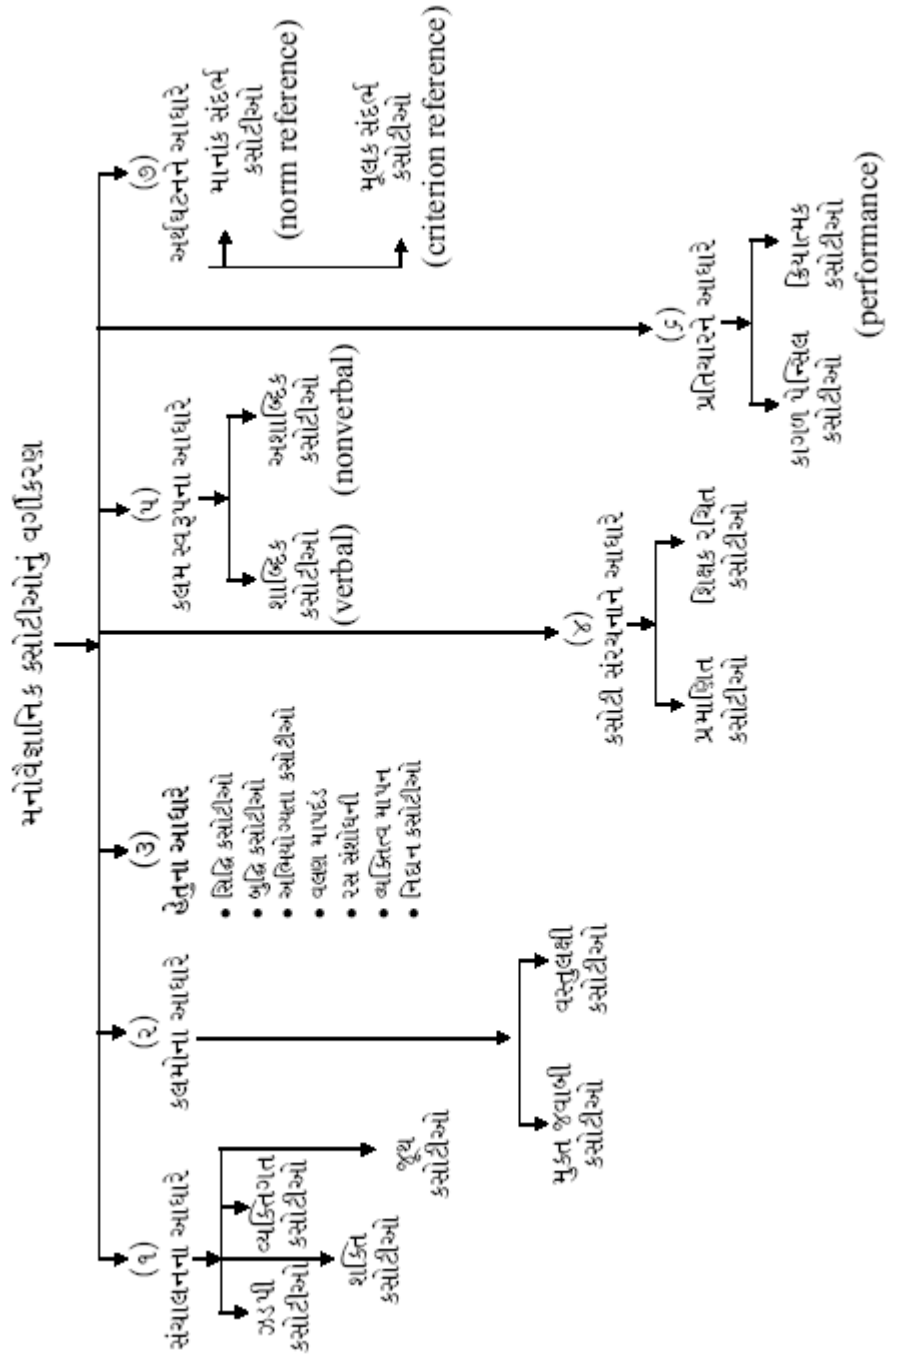 મનોવૈજ્ઞાનિક કસોટીઓનું વર્ગીકરણ
(૧)
સંચાલનના આધારે
ઝડપી
કસોટીઓ
શક્તિ
કસોટીઓ
વ્યક્તિગત
કસોટીઓ
જૂથ
કસોટીઓ
(૨)
કલમોના આધારે
મુક્ત જવાબી
કસોટીઓ
વસ્તુલક્ષી
કસોટીઓ
(૩)
હેતુના આધારે
• સિદ્ધિ કસોટીઓ
• બુદ્ધિ કસોટીઓ
• અભિયોગ્યતા કસોટીઓ
• વલણ માપદંડ
• રસ સંશોધની
• વ્યક્તિત્વ માપન
• નિદાન કસોટીઓ
(૪)
કસોટી સંરચનાને આધારે
પ્રમાણિત
કસોટીઓ
શિક્ષક રચિત
કસોટીઓ
(૫)
કલમ સ્વરૂપના આધારે
શાબ્દિક
કસોટીઓ
(verbal)
અશાબ્દિક
કસોટીઓ
(nonverbal)
(૬)
પ્રતિચારને આધારે
કાગળ પેન્સિલ
કસોટીઓ
ક્રિયાત્મક
કસોટીઓ
(performance)
(૭)
અર્થઘટનને આધારે
માનાંક સંદર્ભ
કસોટીઓ
(norm reference)
મૂલક સંદર્ભ
કસોટીઓ
(criterion reference)